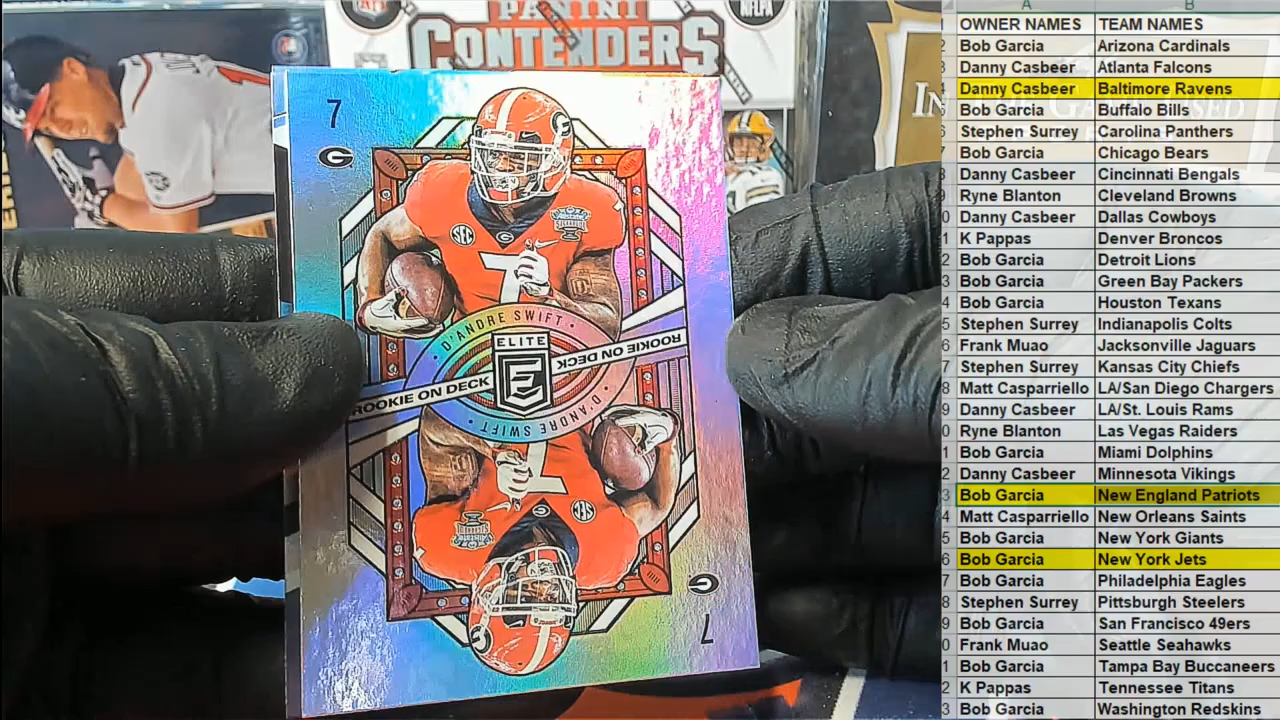 PANINI
CONTENDERS
NFLPA
7
G
SEC
G
7
D'ANDRE SWIFT
ELITE
E
ROOKIE ON DECK
ROOKIE ON DECK
D'ANDRE SWIFT
7
SEC
G
G
7
A B
OWNER NAMES TEAM NAMES
Bob Garcia Arizona Cardinals
Danny Casbeer Atlanta Falcons
Danny Casbeer Baltimore Ravens
Bob Garcia Buffalo Bills
Stephen Surrey Carolina Panthers
Bob Garcia Chicago Bears
Danny Casbeer Cincinnati Bengals
Ryne Blanton Cleveland Browns
Danny Casbeer Dallas Cowboys
K Pappas Denver Broncos
Bob Garcia Detroit Lions
Bob Garcia Green Bay Packers
Bob Garcia Houston Texans
Stephen Surrey Indianapolis Colts
Frank Muao Jacksonville Jaguars
Stephen Surrey Kansas City Chiefs
Matt Casparriello LA/San Diego Chargers
Danny Casbeer LA/St. Louis Rams
Ryne Blanton Las Vegas Raiders
Bob Garcia Miami Dolphins
Danny Casbeer Minnesota Vikings
Bob Garcia New England Patriots
Matt Casparriello New Orleans Saints
Bob Garcia New York Giants
Bob Garcia New York Jets
Bob Garcia Philadelphia Eagles
Stephen Surrey Pittsburgh Steelers
Bob Garcia San Francisco 49ers
Frank Muao Seattle Seahawks
Bob Garcia Tampa Bay Buccaneers
K Pappas Tennessee Titans
Bob Garcia Washington Redskins